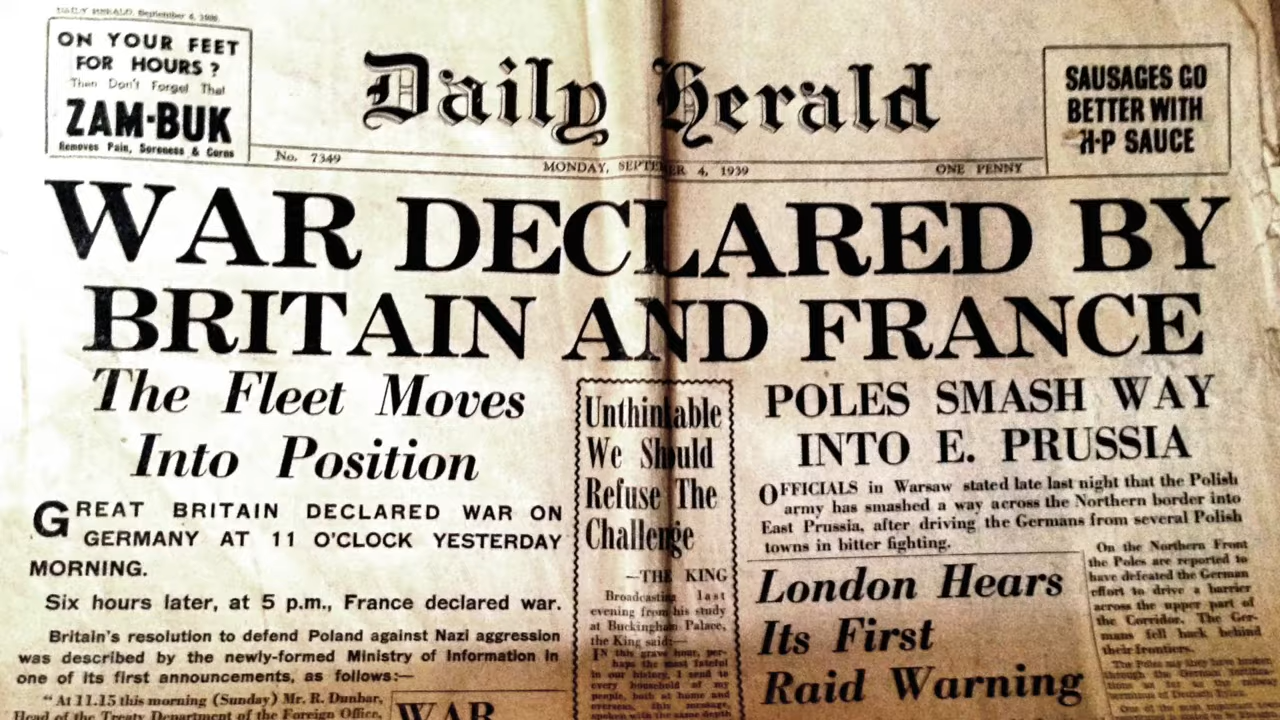 DAILY HERALD, September 4, 1939.
ON YOUR FEET
FOR HOURS?
Then Don't Forget That
ZAM-BUK
Removes Pain, Soreness & Corns
Daily Herald
SAUSAGES GO
BETTER WITH
H·P SAUCE
No. 7349
MONDAY, SEPTEMBER 4, 1939
ONE PENNY
WAR DECLARED BY
BRITAIN AND FRANCE
The Fleet Moves
Into Position
GREAT BRITAIN DECLARED WAR ON
GERMANY AT 11 O'CLOCK YESTERDAY
MORNING.
Six hours later, at 5 p.m., France declared war.
Britain's resolution to defend Poland against Nazi aggression
was described by the newly-formed Ministry of Information in
one of its first announcements, as follows:—
"At 11.15 this morning (Sunday) Mr. R. Dunbar,
Head of the Treaty Department of the Foreign Office,
WAR
Unthinkable
We Should
Refuse The
Challenge
—THE KING
Broadcasting last
evening from his study
at Buckingham Palace,
the King said:—
IN this grave hour, per-
haps the most fateful
in our history, I send to
every household of my
people, both at home and
overseas, this message,
spoken with the same depth
POLES SMASH WAY
INTO E. PRUSSIA
OFFICIALS in Warsaw stated late last night that the Polish
army has smashed a way across the Northern border into
East Prussia, after driving the Germans from several Polish
towns in bitter fighting.
London Hears
Its First
Raid Warning
On the Northern Front
the Poles are reported to
have defeated the German
effort to drive a barrier
across the upper part of
the Corridor. The Ger-
mans fell back behind
their frontiers.
The Poles say they have broken
through the German